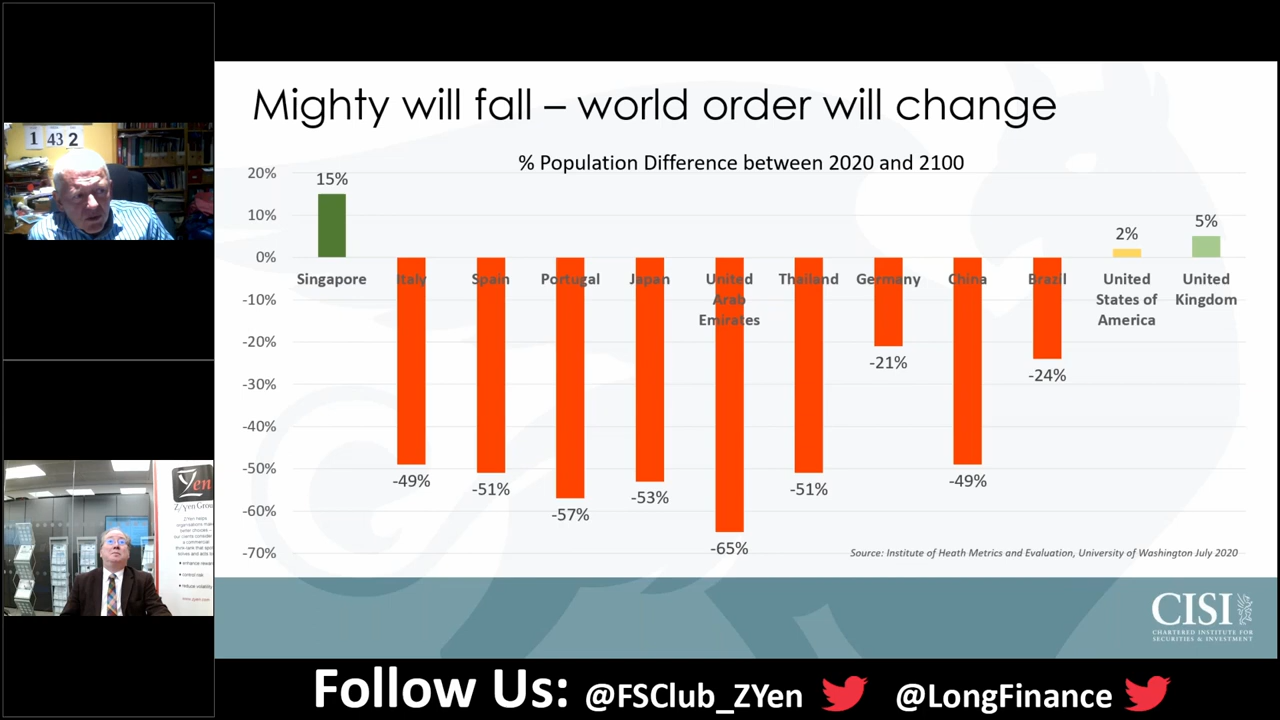 1 43 2
Zyen
Z/Yen Grou
Mighty will fall – world order will change
% Population Difference between 2020 and 2100
20%
10%
0%
-10%
-20%
-30%
-40%
-50%
-60%
-70%
15%
-49%
-51%
-57%
-53%
-65%
-51%
-21%
-49%
-24%
2%
5%
Singapore
Italy
Spain
Portugal
Japan
United
Arab
Emirates
Thailand
Germany
China
Brazil
United
States of
America
United
Kingdom
Source: Institute of Heath Metrics and Evaluation, University of Washington July 2020
CISI
CHARTERED INSTITUTE FOR
SECURITIES & INVESTMENT
Follow Us: @FSClub_ZYen @LongFinance